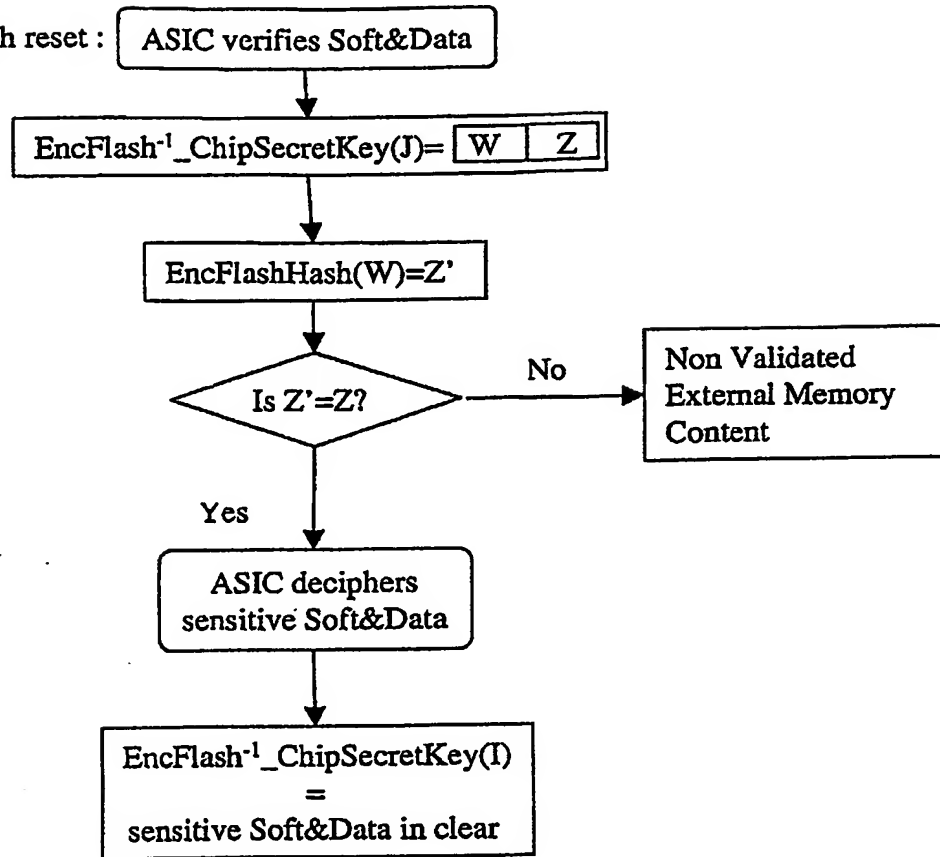 h reset : ASIC verifies Soft&Data
EncFlash⁻¹_ChipSecretKey(J)= W Z
EncFlashHash(W)=Z’
Is Z’=Z?
No
Non Validated
External Memory
Content
Yes
ASIC deciphers
sensitive Soft&Data
EncFlash⁻¹_ChipSecretKey(I)
=
sensitive Soft&Data in clear